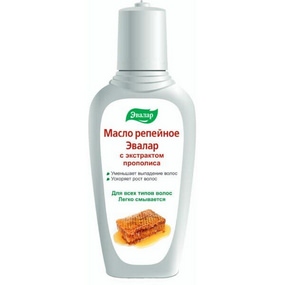 Эвалар
Масло репейное
Эвалар
с экстрактом
прополиса
• Уменьшает выпадение волос
• Ускоряет рост волос
Для всех типов волос
Легко смывается